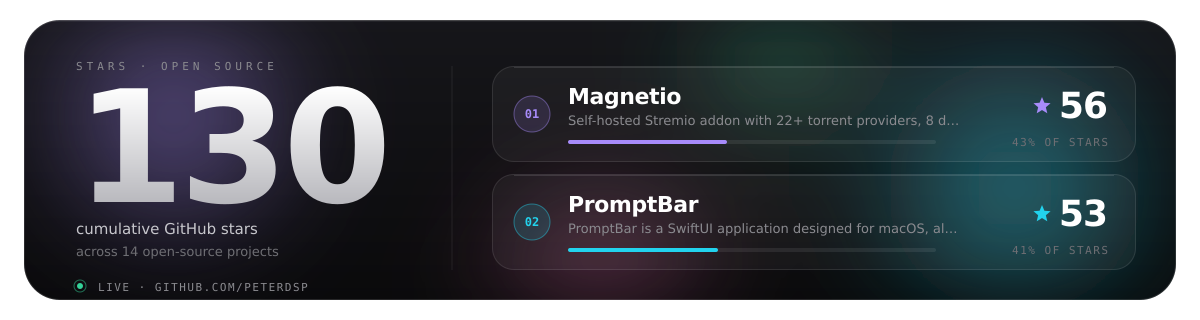 STARS · OPEN SOURCE
130
cumulative GitHub stars
across 14 open-source projects
LIVE · GITHUB.COM/PETERDSP
01
Magnetio
Self-hosted Stremio addon with 22+ torrent providers, 8 d…
56
43% OF STARS
02
PromptBar
PromptBar is a SwiftUI application designed for macOS, al…
53
41% OF STARS